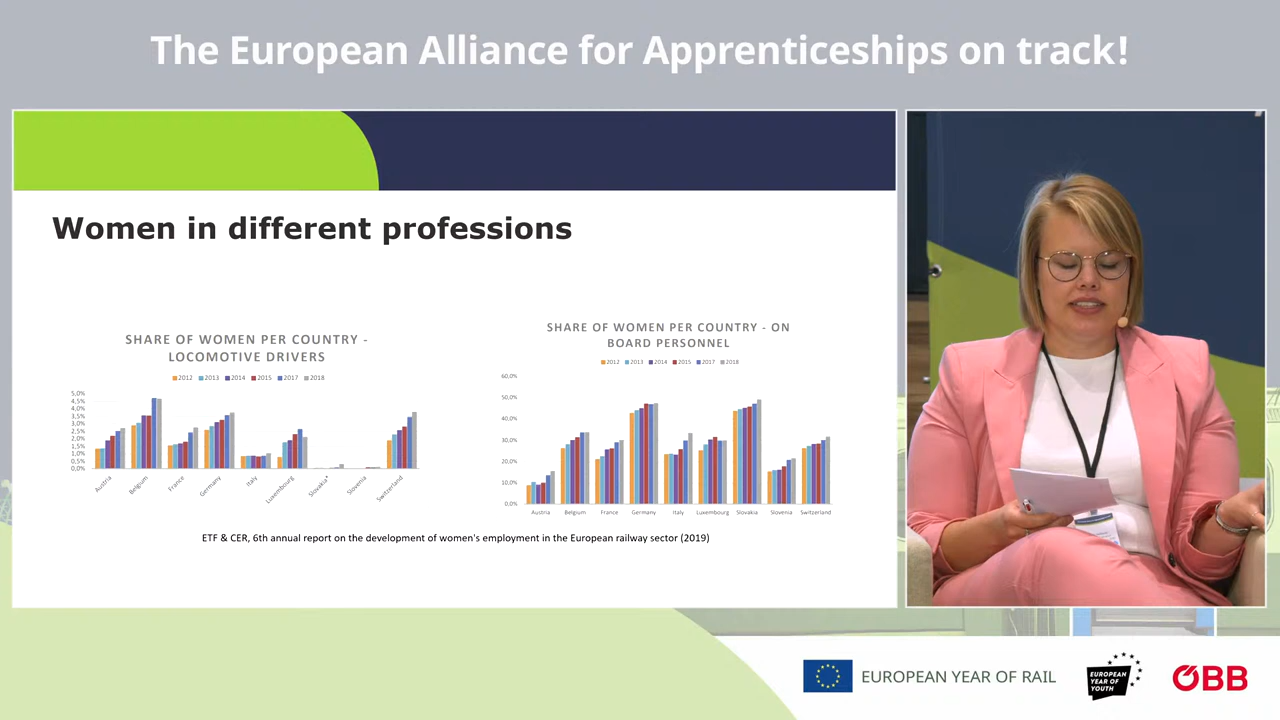 The European Alliance for Apprenticeships on track!
Women in different professions
SHARE OF WOMEN PER COUNTRY -
LOCOMOTIVE DRIVERS
2012 2013 2014 2015 2017 2018
5,0%
4,5%
4,0%
3,5%
3,0%
2,5%
2,0%
1,5%
1,0%
0,5%
0,0%
Austria Belgium France Germany Italy Luxembourg Slovakia* Slovenia Switzerland
SHARE OF WOMEN PER COUNTRY - ON
BOARD PERSONNEL
2012 2013 2014 2015 2017 2018
60,0%
50,0%
40,0%
30,0%
20,0%
10,0%
0,0%
Austria Belgium France Germany Italy Luxembourg Slovakia Slovenia Switzerland
ETF & CER, 6th annual report on the development of women's employment in the European railway sector (2019)
EUROPEAN YEAR OF RAIL
EUROPEAN
YEAR OF
YOUTH
ÖBB